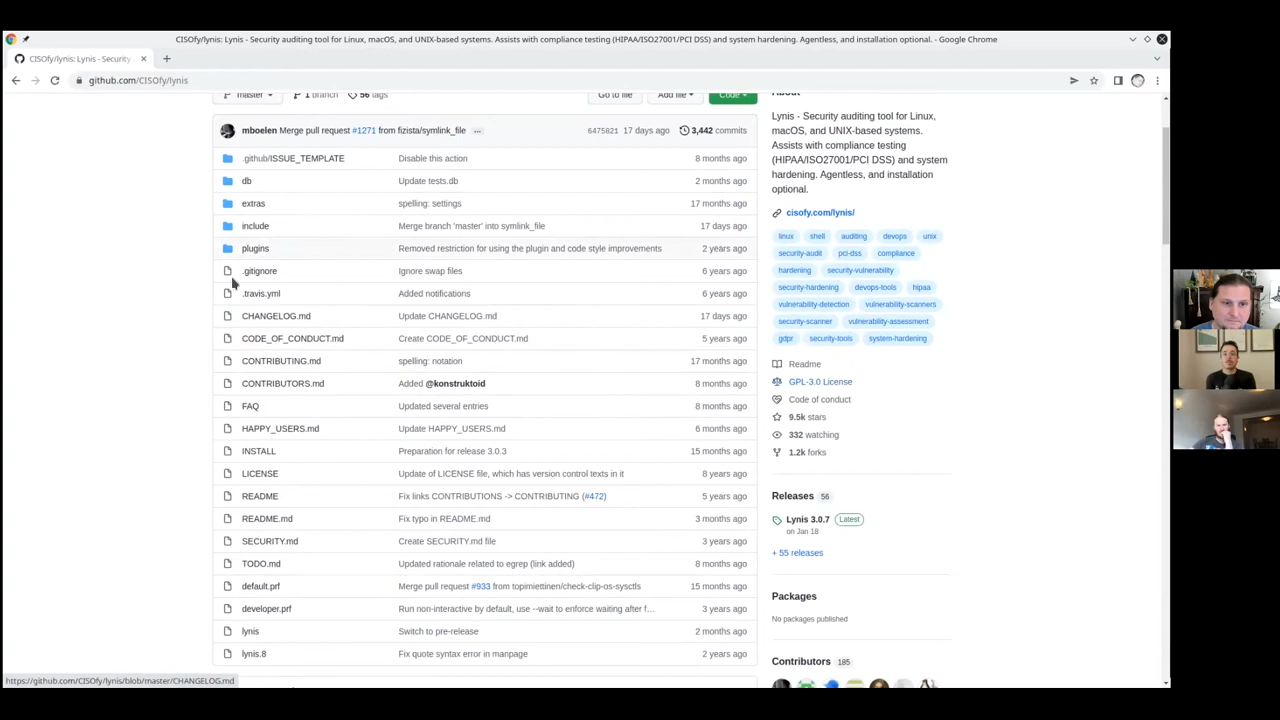 CISOfy/lynis: Lynis - Security auditing tool for Linux, macOS, and UNIX-based systems. Assists with compliance testing (HIPAA/ISO27001/PCI DSS) and system hardening. Agentless, and installation optional. - Google Chrome
CISOfy/lynis: Lynis - Security
github.com/CISOfy/lynis
master 1 branch 56 tags Go to file Add file Code
mboelen Merge pull request #1271 from fizista/symlink_file ... 6475821 17 days ago 3,442 commits
.github/ISSUE_TEMPLATE Disable this action 8 months ago
db Update tests.db 2 months ago
extras spelling: settings 17 months ago
include Merge branch 'master' into symlink_file 17 days ago
plugins Removed restriction for using the plugin and code style improvements 2 years ago
.gitignore Ignore swap files 6 years ago
.travis.yml Added notifications 6 years ago
CHANGELOG.md Update CHANGELOG.md 17 days ago
CODE_OF_CONDUCT.md Create CODE_OF_CONDUCT.md 5 years ago
CONTRIBUTING.md spelling: notation 17 months ago
CONTRIBUTORS.md Added @konstruktoid 8 months ago
FAQ Updated several entries 8 months ago
HAPPY_USERS.md Update HAPPY_USERS.md 6 months ago
INSTALL Preparation for release 3.0.3 15 months ago
LICENSE Update of LICENSE file, which has version control texts in it 8 years ago
README Fix links CONTRIBUTIONS -> CONTRIBUTING (#472) 5 years ago
README.md Fix typo in README.md 3 months ago
SECURITY.md Create SECURITY.md file 3 years ago
TODO.md Updated rationale related to egrep (link added) 8 months ago
default.prf Merge pull request #933 from topimiettinen/check-clip-os-sysctls 15 months ago
developer.prf Run non-interactive by default, use --wait to enforce waiting after f... 3 years ago
lynis Switch to pre-release 2 months ago
lynis.8 Fix quote syntax error in manpage 2 years ago
About
Lynis - Security auditing tool for Linux,
macOS, and UNIX-based systems.
Assists with compliance testing
(HIPAA/ISO27001/PCI DSS) and system
hardening. Agentless, and installation
optional.
cisofy.com/lynis/
linux shell auditing devops unix
security-audit pci-dss compliance
hardening security-vulnerability
security-hardening devops-tools hipaa
vulnerability-detection vulnerability-scanners
security-scanner vulnerability-assessment
gdpr security-tools system-hardening
Readme
GPL-3.0 License
Code of conduct
9.5k stars
332 watching
1.2k forks
Releases 56
Lynis 3.0.7 Latest
on Jan 18
+ 55 releases
Packages
No packages published
Contributors 185
https://github.com/CISOfy/lynis/blob/master/CHANGELOG.md